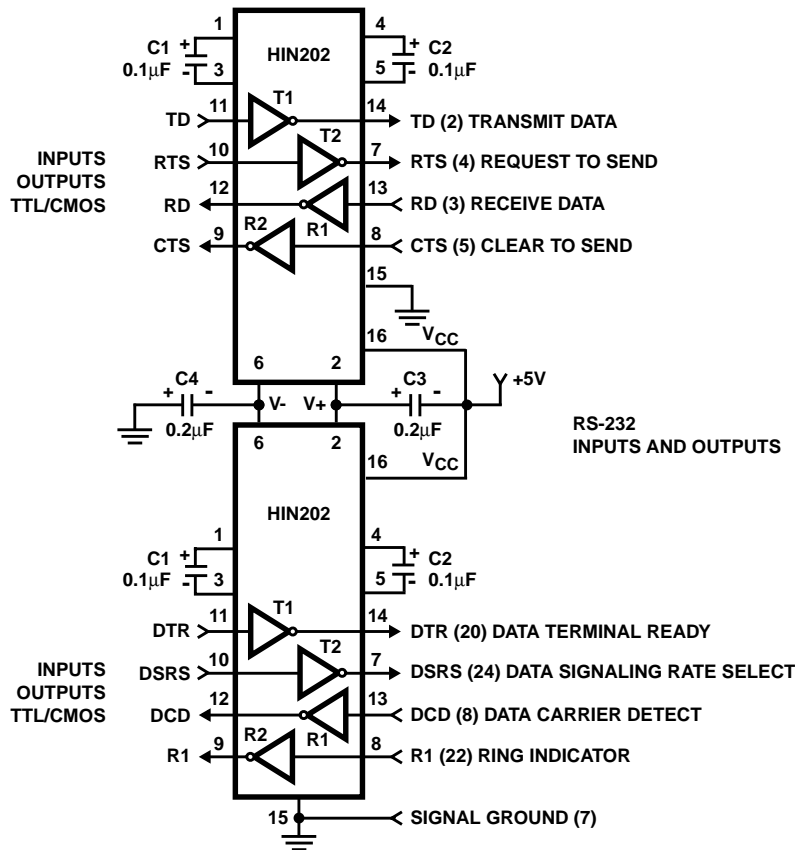 1
HIN202
4
C1 + 0.1μF -
3
+ C2 - 0.1μF
5
TD 11 T1 14 TD (2) TRANSMIT DATA
RTS 10 T2 7 RTS (4) REQUEST TO SEND
INPUTS
OUTPUTS
TTL/CMOS
RD 12 R1 13 RD (3) RECEIVE DATA
CTS 9 R2 8 CTS (5) CLEAR TO SEND
15
16 VCC
6 2
+5V
C4 + - 0.2μF
V- V+
C3 + - 0.2μF
RS-232
INPUTS AND OUTPUTS
6 2
16 VCC
HIN202
1
4
C1 + 0.1μF -
3
+ C2 - 0.1μF
5
DTR 11 T1 14 DTR (20) DATA TERMINAL READY
DSRS 10 T2 7 DSRS (24) DATA SIGNALING RATE SELECT
INPUTS
OUTPUTS
TTL/CMOS
DCD 12 R1 13 DCD (8) DATA CARRIER DETECT
R1 9 R2 8 R1 (22) RING INDICATOR
15 SIGNAL GROUND (7)